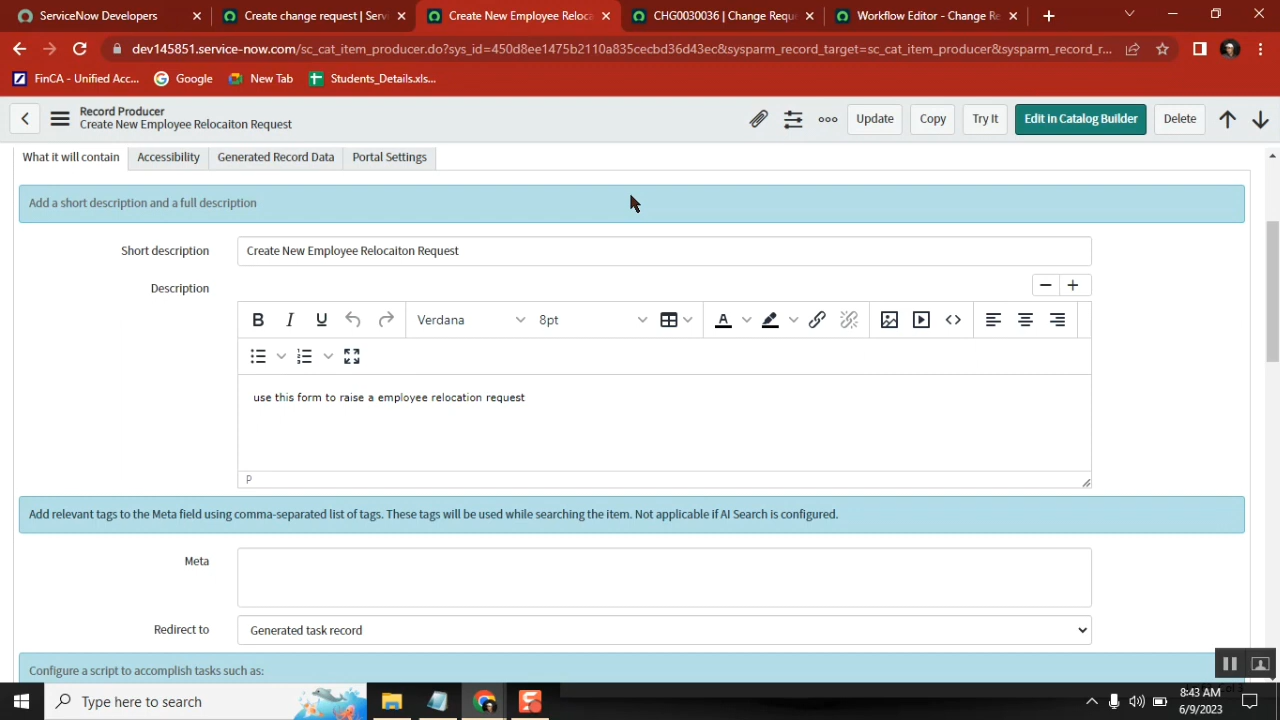 ServiceNow Developers
Create change request | Serv
Create New Employee Reloca
CHG0030036 | Change Requ
Workflow Editor - Change Re
dev145851.service-now.com/sc_cat_item_producer.do?sys_id=450d8ee1475b2110a835cecbd36d43ec&sysparm_record_target=sc_cat_item_producer&sysparm_record_r...
FinCA - Unified Acc...
Google
New Tab
Students_Details.xls...
Record Producer
Create New Employee Relocaiton Request
Update
Copy
Try It
Edit in Catalog Builder
Delete
What it will contain
Accessibility
Generated Record Data
Portal Settings
Add a short description and a full description
Short description
Create New Employee Relocaiton Request
Description
B I U
Verdana
8pt
A
use this form to raise a employee relocation request
P
Add relevant tags to the Meta field using comma-separated list of tags. These tags will be used while searching the item. Not applicable if AI Search is configured.
Meta
Redirect to
Generated task record
Configure a script to accomplish tasks such as:
Type here to search
8:43 AM
6/9/2023